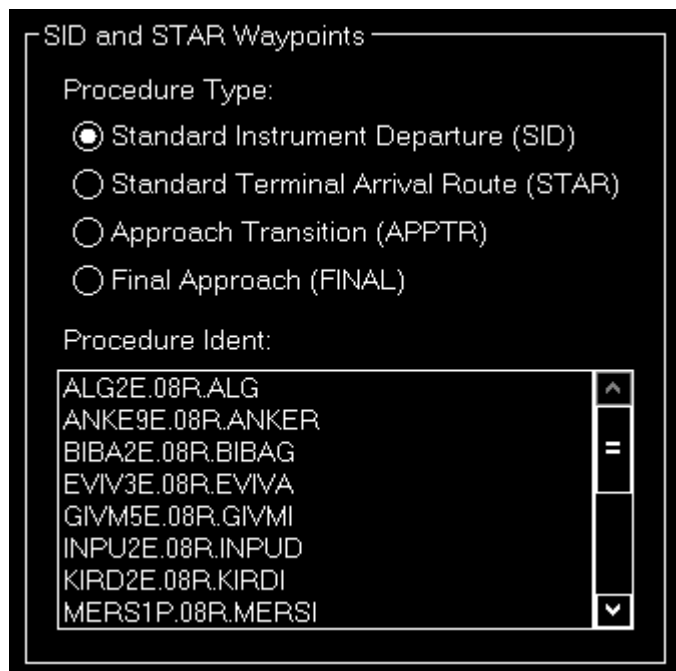 SID and STAR Waypoints
Procedure Type:
Standard Instrument Departure (SID)
Standard Terminal Arrival Route (STAR)
Approach Transition (APPTR)
Final Approach (FINAL)
Procedure Ident:
ALG2E.08R.ALG
ANKE9E.08R.ANKER
BIBA2E.08R.BIBAG
EVIV3E.08R.EVIVA
GIVM5E.08R.GIVMI
INPU2E.08R.INPUD
KIRD2E.08R.KIRDI
MERS1P.08R.MERSI